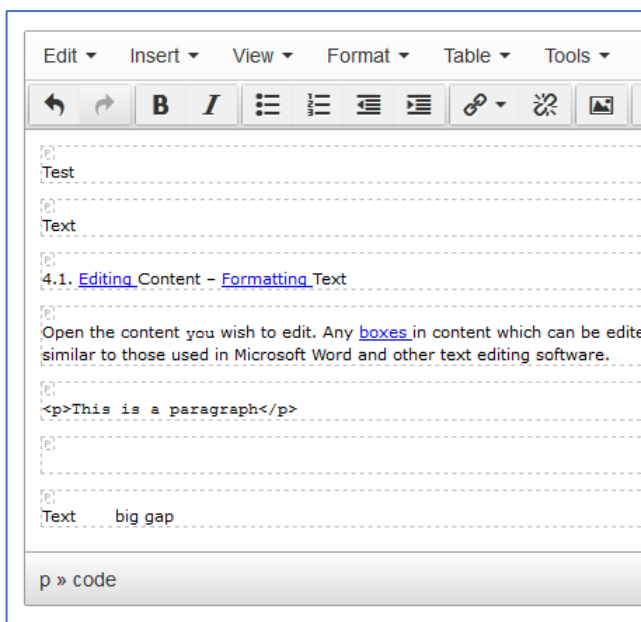 Edit Insert View Format Table Tools
B I
P
Test
P
Text
P
4.1. Editing Content – Formatting Text
P
Open the content you wish to edit. Any boxes in content which can be edite
similar to those used in Microsoft Word and other text editing software.
P
<p>This is a paragraph</p>
P
P
Text big gap
p » code